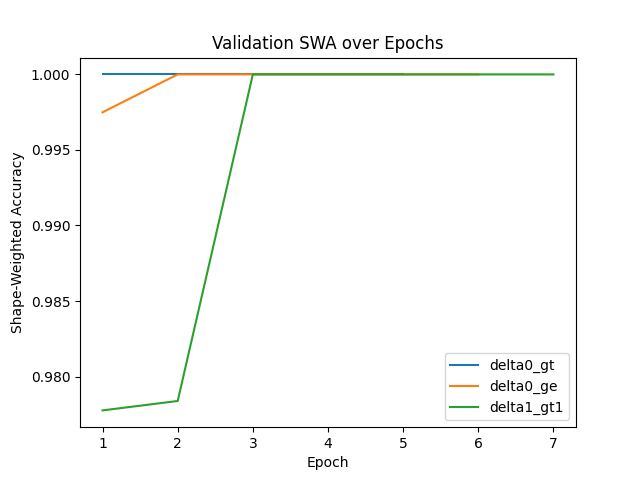 Validation SWA over Epochs
Shape-Weighted Accuracy
1.000
0.995
0.990
0.985
0.980
1 2 3 4 5 6 7
Epoch
delta0_gt
delta0_ge
delta1_gt1